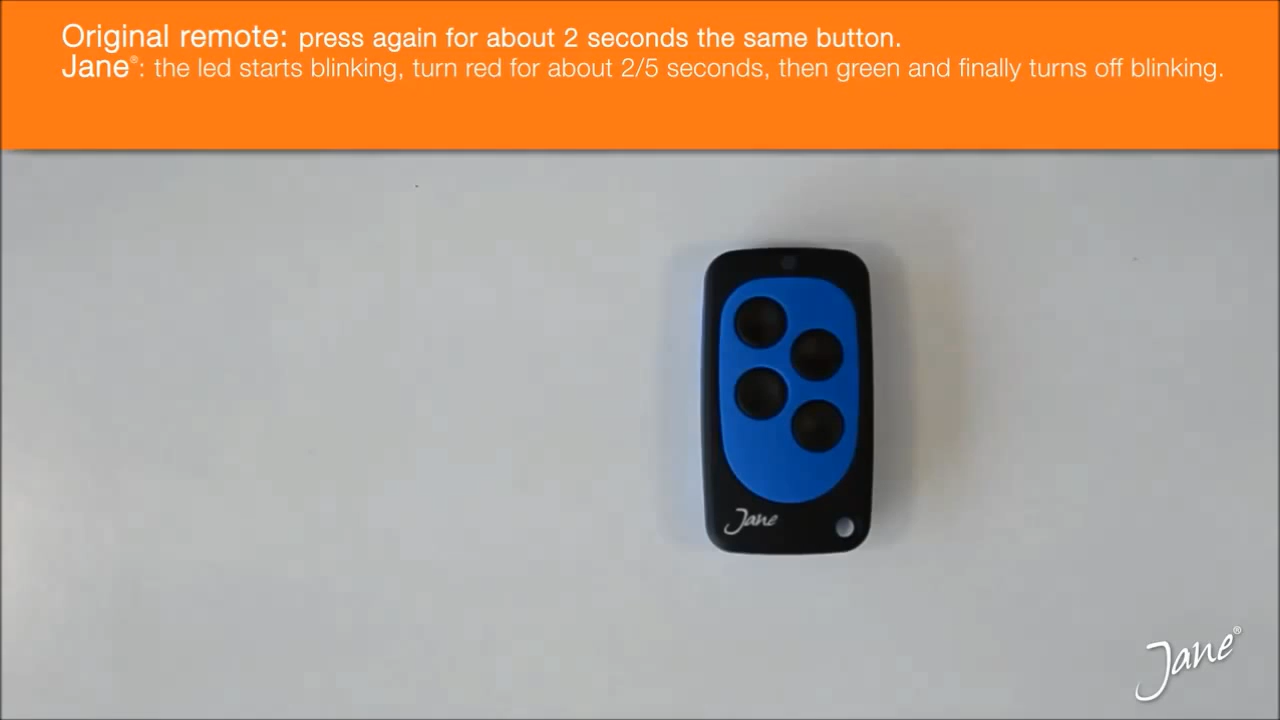 Original remote: press again for about 2 seconds the same button.
Jane®: the led starts blinking, turn red for about 2/5 seconds, then green and finally turns off blinking.
Jane
Jane®